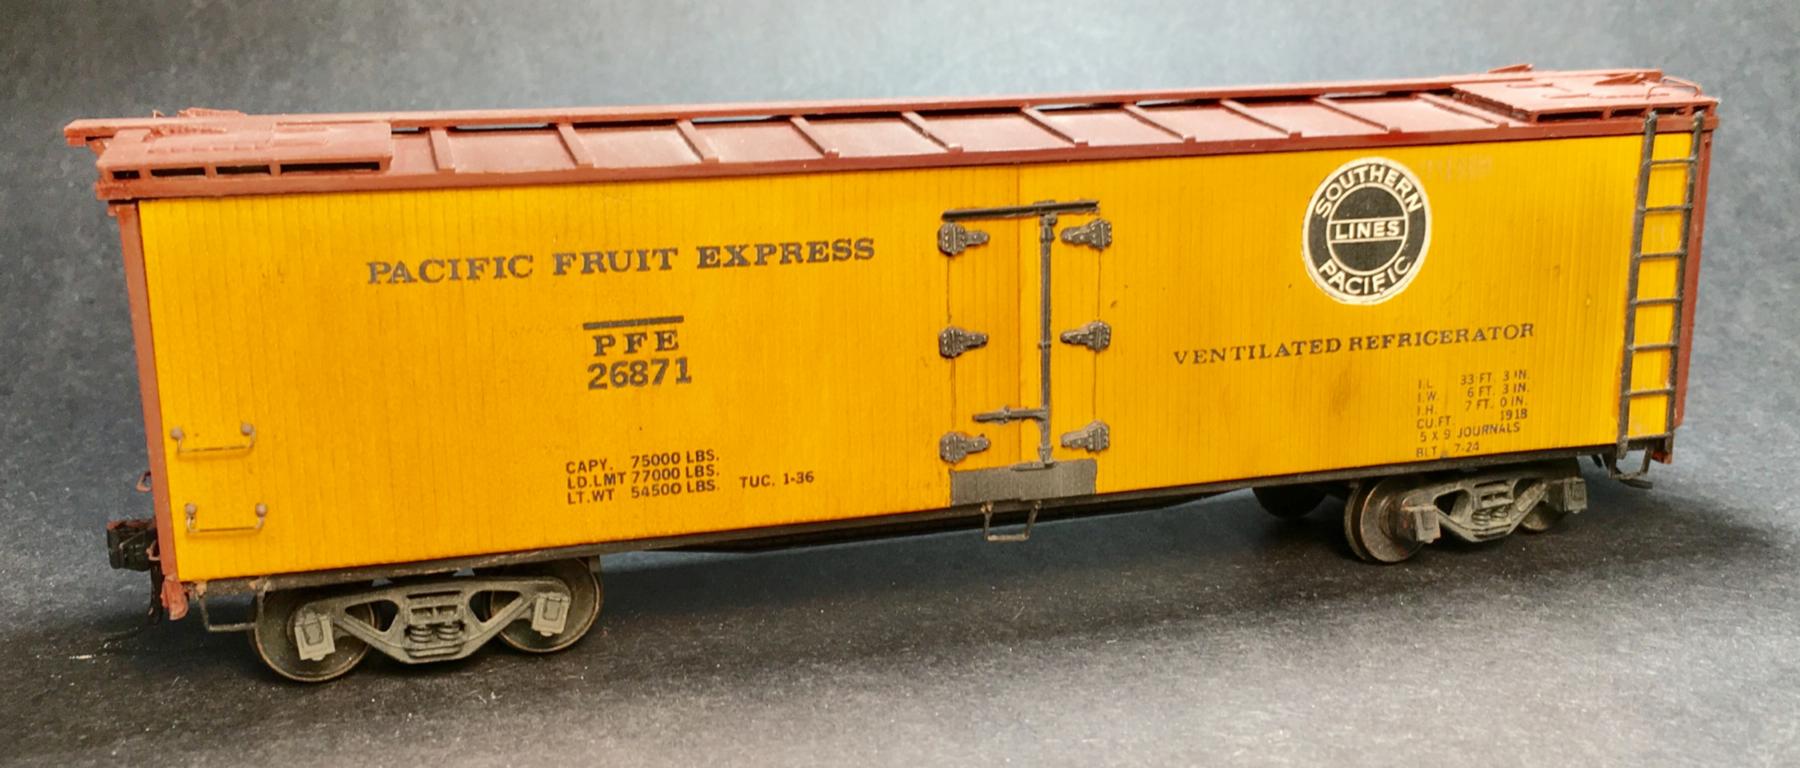 PACIFIC FRUIT EXPRESS
PFE
26871
CAPY. 75000 LBS.
LD.LMT 77000 LBS.
LT.WT 54500 LBS. TUC. 1-36
SOUTHERN
LINES
PACIFIC
VENTILATED REFRIGERATOR
I.L. 33 FT. 3 IN.
I.W. 6 FT. 3 IN.
I.H. 7 FT. 0 IN.
CU.FT. 1918
5 X 9 JOURNALS
BLT. 7-24